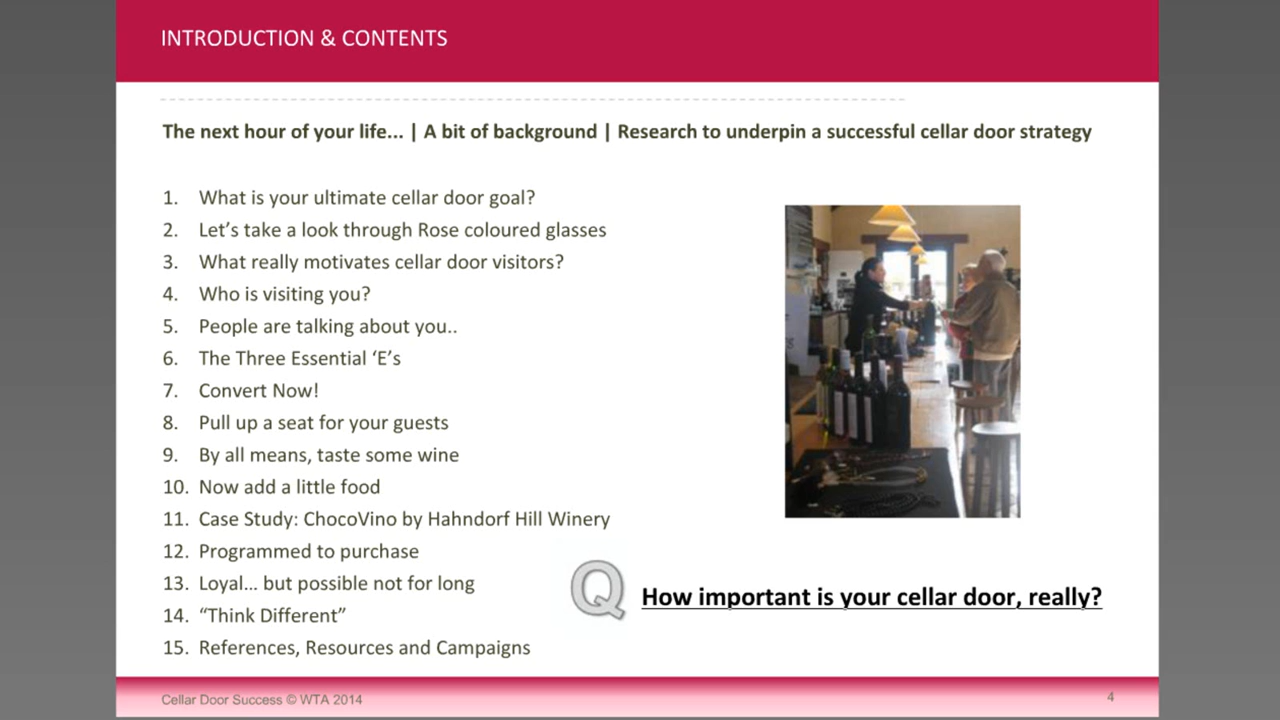 INTRODUCTION & CONTENTS
The next hour of your life... | A bit of background | Research to underpin a successful cellar door strategy
1. What is your ultimate cellar door goal?
2. Let’s take a look through Rose coloured glasses
3. What really motivates cellar door visitors?
4. Who is visiting you?
5. People are talking about you..
6. The Three Essential ‘E’s
7. Convert Now!
8. Pull up a seat for your guests
9. By all means, taste some wine
10. Now add a little food
11. Case Study: ChocoVino by Hahndorf Hill Winery
12. Programmed to purchase
13. Loyal... but possible not for long
14. “Think Different”
15. References, Resources and Campaigns
Q How important is your cellar door, really?
Cellar Door Success © WTA 2014
4